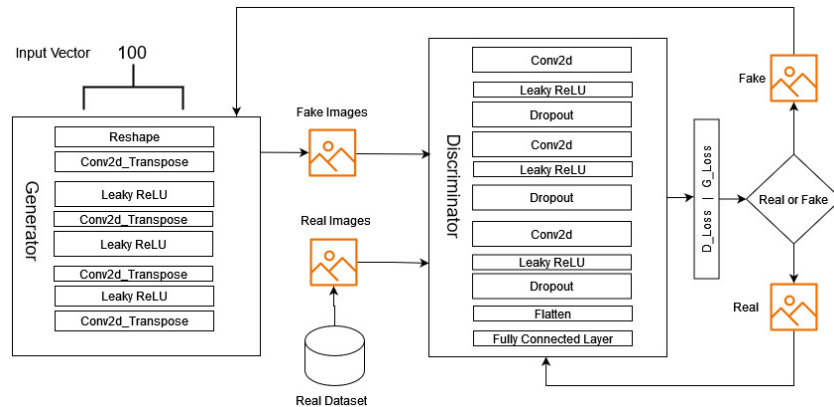 Input Vector 100
Generator
Reshape
Conv2d_Transpose
Leaky ReLU
Conv2d_Transpose
Leaky ReLU
Conv2d_Transpose
Leaky ReLU
Conv2d_Transpose
Fake Images
Real Images
Real Dataset
Discriminator
Conv2d
Leaky ReLU
Dropout
Conv2d
Leaky ReLU
Dropout
Conv2d
Leaky ReLU
Dropout
Flatten
Fully Connected Layer
D_Loss | G_Loss
Fake
Real or Fake
Real